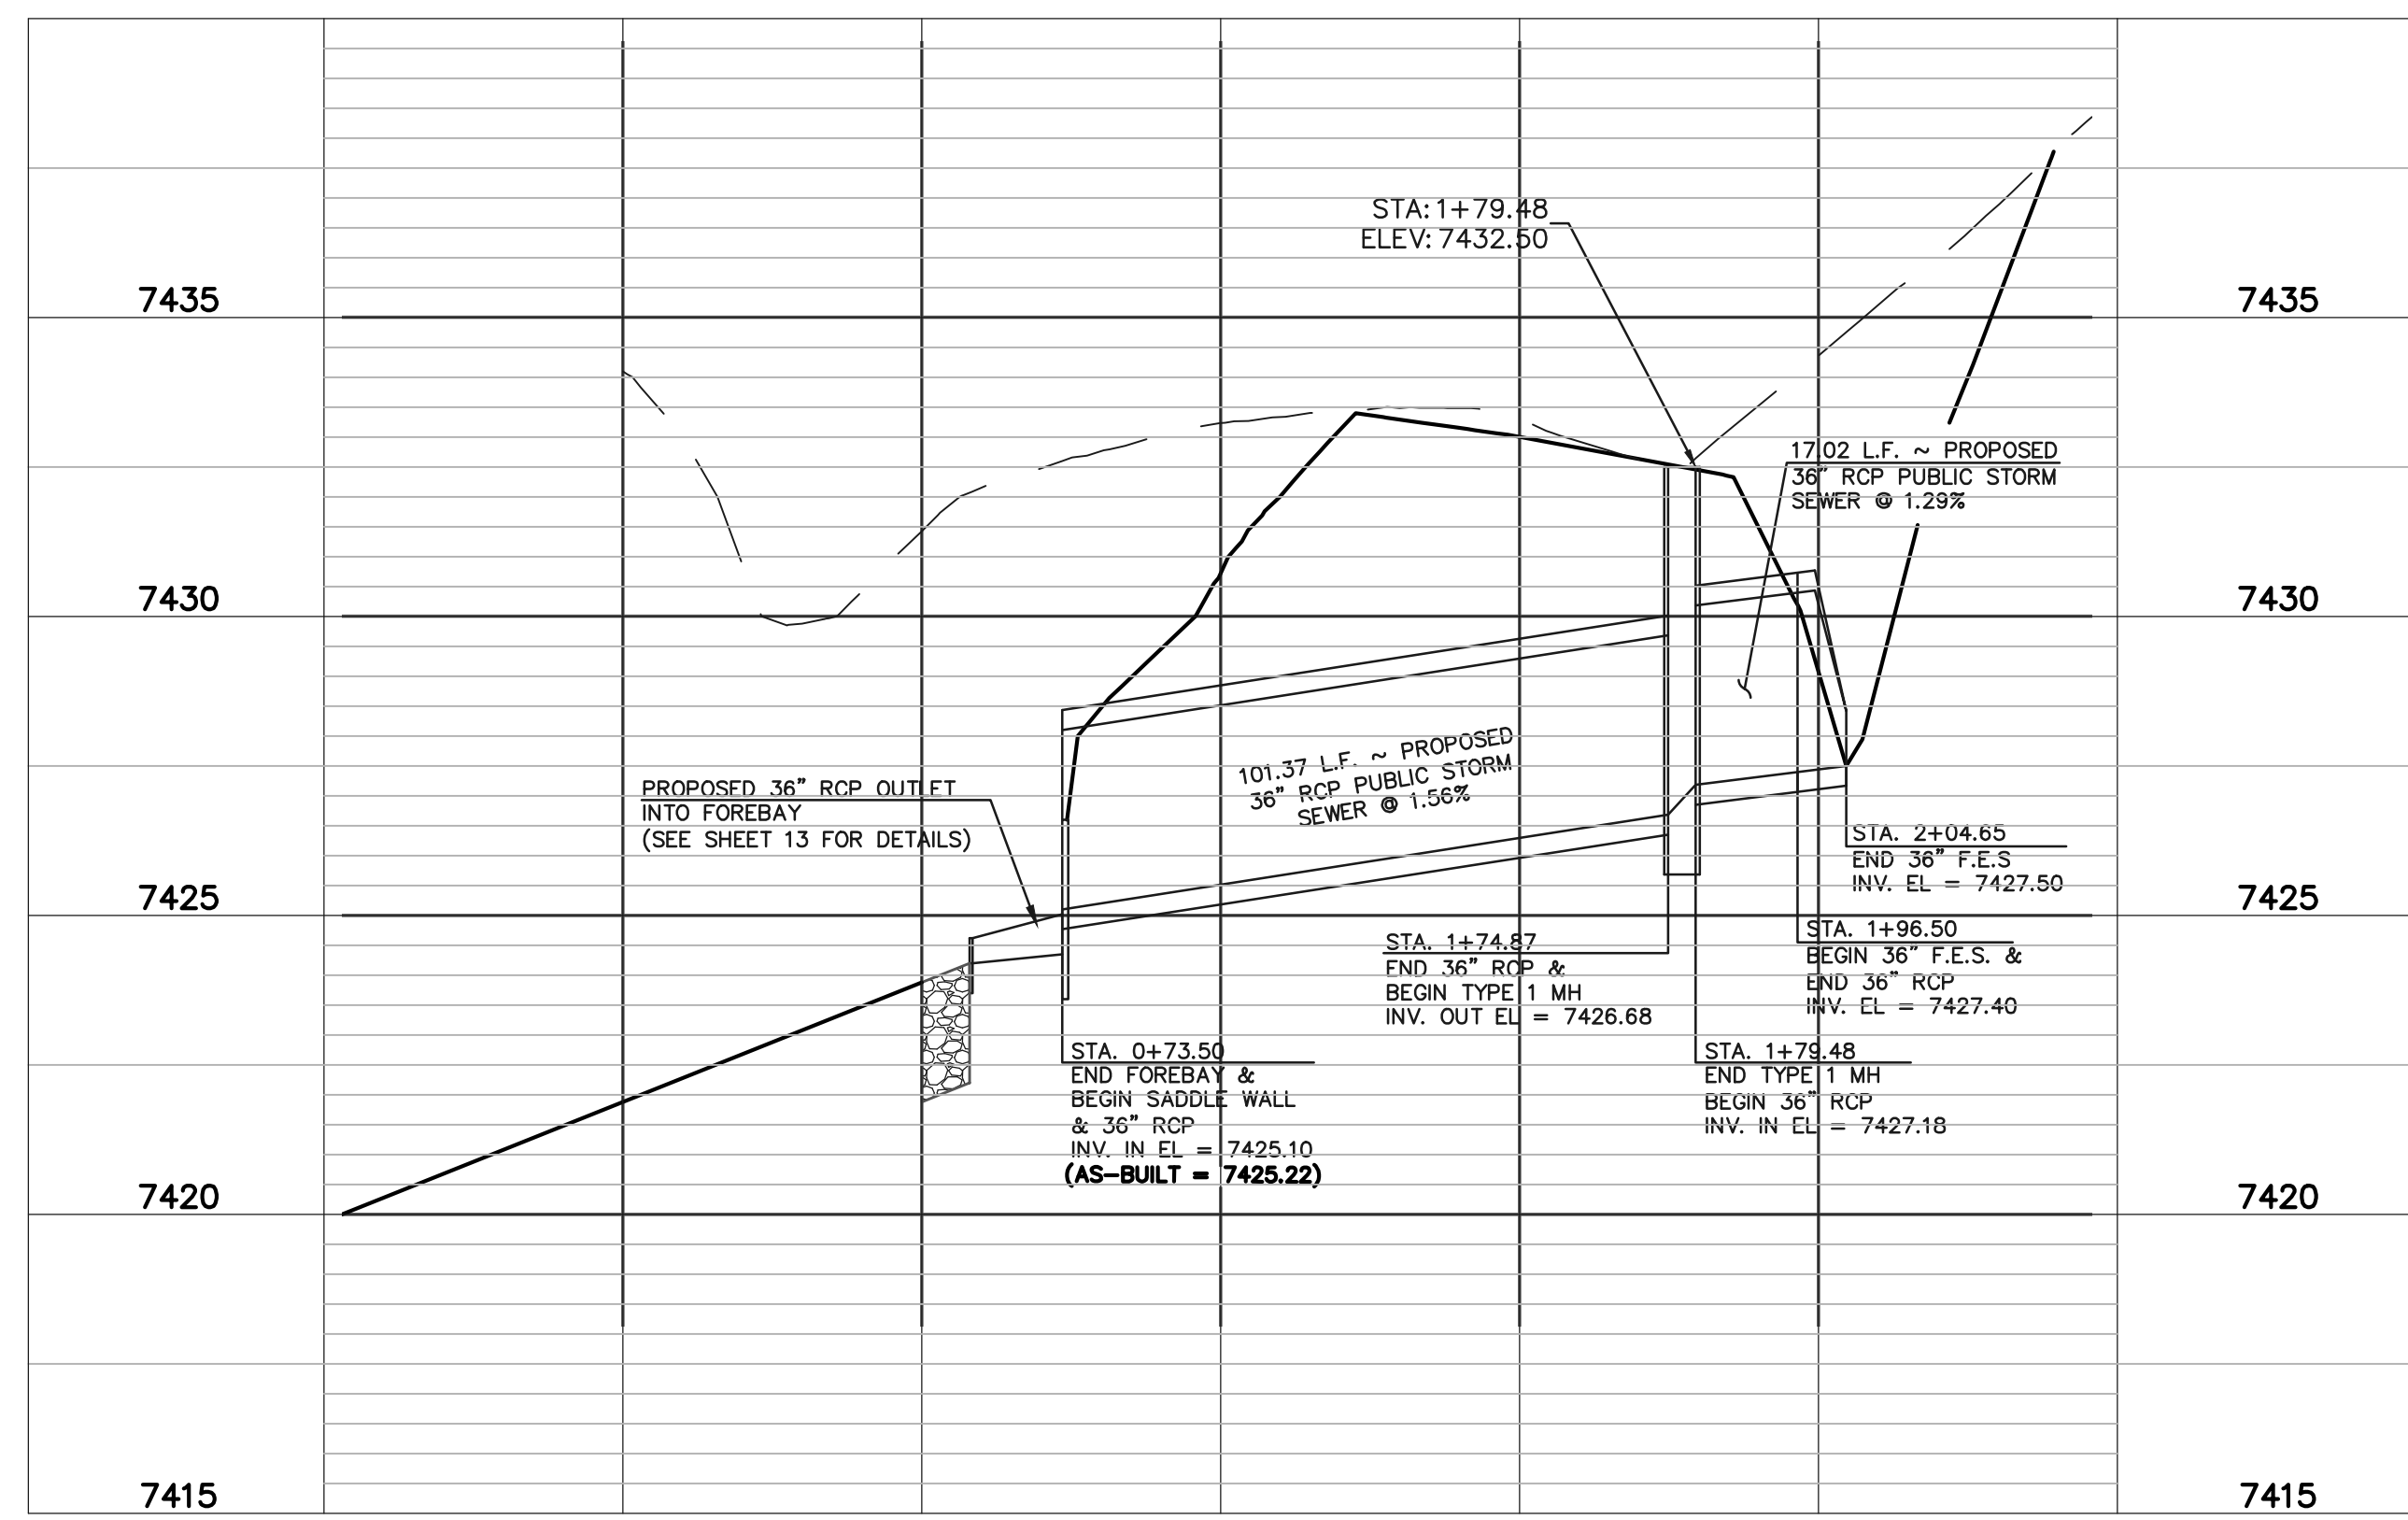 STA: 1+79.48
ELEV: 7432.50
7435
7435
17.02 L.F. ~ PROPOSED
36" RCP PUBLIC STORM
SEWER @ 1.29%
7430
7430
101.37 L.F. ~ PROPOSED
36" RCP PUBLIC STORM
SEWER @ 1.56%
PROPOSED 36" RCP OUTLET
INTO FOREBAY
(SEE SHEET 13 FOR DETAILS)
STA. 2+04.65
END 36" F.E.S
INV. EL = 7427.50
7425
7425
STA. 1+74.87
END 36" RCP &
BEGIN TYPE 1 MH
INV. OUT EL = 7426.68
STA. 1+96.50
BEGIN 36" F.E.S. &
END 36" RCP
INV. EL = 7427.40
STA. 0+73.50
END FOREBAY &
BEGIN SADDLE WALL
& 36" RCP
INV. IN EL = 7425.10
(AS-BUILT = 7425.22)
STA. 1+79.48
END TYPE 1 MH
BEGIN 36" RCP
INV. IN EL = 7427.18
7420
7420
7415
7415